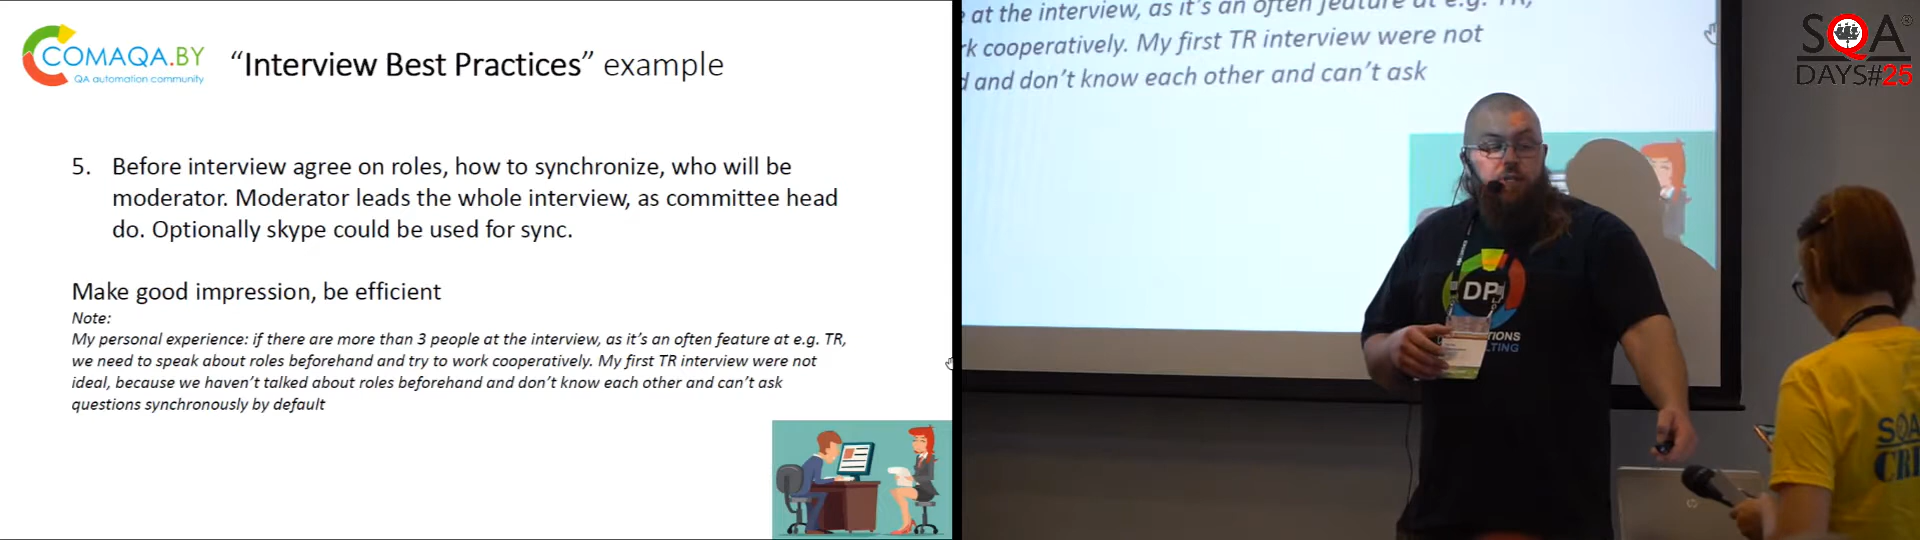 COMAQA.BY
QA automation community
“Interview Best Practices” example
5. Before interview agree on roles, how to synchronize, who will be
moderator. Moderator leads the whole interview, as committee head
do. Optionally skype could be used for sync.
Make good impression, be efficient
Note:
My personal experience: if there are more than 3 people at the interview, as it’s an often feature at e.g. TR,
we need to speak about roles beforehand and try to work cooperatively. My first TR interview were not
ideal, because we haven’t talked about roles beforehand and don’t know each other and can’t ask
questions synchronously by default
at the interview, as it’s an often feature at e.g. TR,
k cooperatively. My first TR interview were not
d and don’t know each other and can’t ask
SQA®
DAYS#25
DP
TIONS
LTING
hp
SQA
CRE